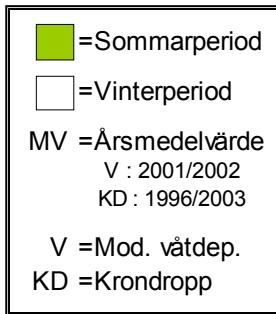 =Sommarperiod
=Vinterperiod
MV =Årsmedelvärde
V : 2001/2002
KD : 1996/2003
V =Mod. våtdep.
KD =Krondropp